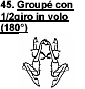 45. Groupé con
1/2giro in volo
(180°)